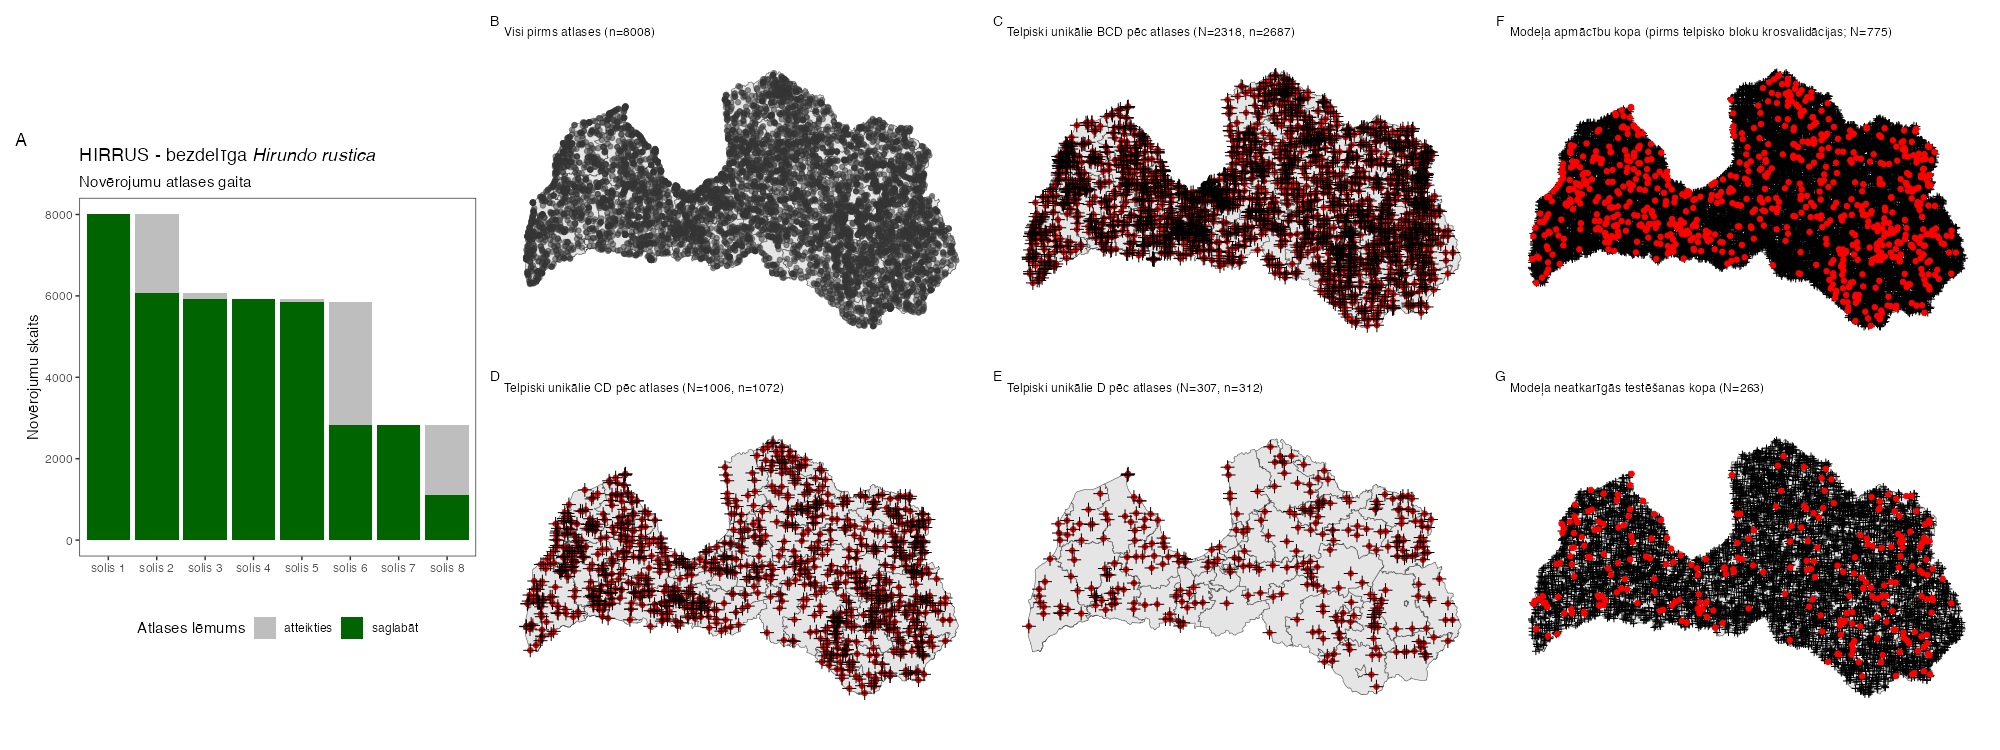 A
HIRRUS - bezdelīga Hirundo rustica
Novērojumu atlases gaita
Novērojumu skaits
8000
6000
4000
2000
0
solis 1
solis 2
solis 3
solis 4
solis 5
solis 6
solis 7
solis 8
Atlases lēmums
atteikties
saglabāt
B
Visi pirms atlases (n=8008)
C
Telpiski unikālie BCD pēc atlases (N=2318, n=2687)
F
Modeļa apmācību kopa (pirms telpisko bloku krosvalidācijas; N=775)
D
Telpiski unikālie CD pēc atlases (N=1006, n=1072)
E
Telpiski unikālie D pēc atlases (N=307, n=312)
G
Modeļa neatkarīgās testēšanas kopa (N=263)